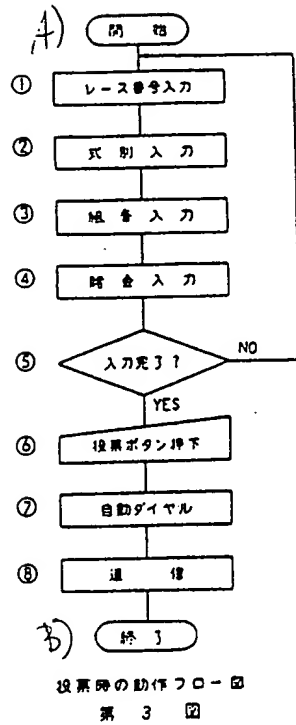 A)
開始
① レース番号入力
② 式別入力
③ 組番入力
④ 賭金入力
⑤ 入力完了?
NO
YES
⑥ 投票ボタン押下
⑦ 自動ダイヤル
⑧ 送信
B)
終了
投票時の動作フロー図
第3図